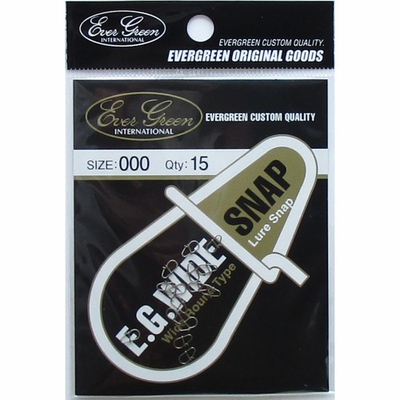 Ever Green
INTERNATIONAL
EVERGREEN CUSTOM QUALITY.
EVERGREEN ORIGINAL GOODS
Ever Green
INTERNATIONAL
EVERGREEN CUSTOM QUALITY
SIZE:000 Qty:15
E.G.WIDE SNAP
Wide Round Type Lure Snap